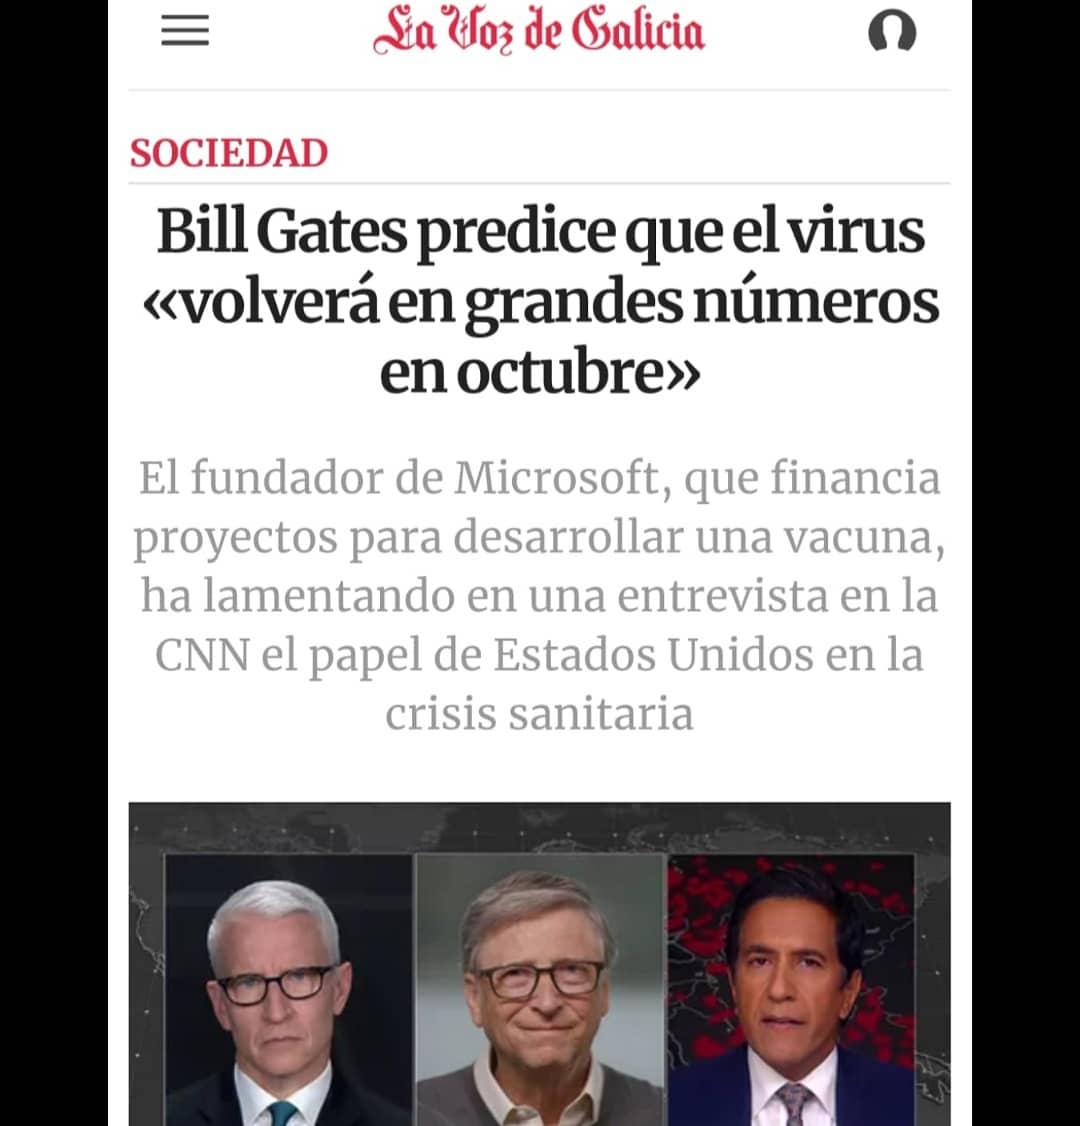 La Voz de Galicia
SOCIEDAD
Bill Gates predice que el virus
«volverá en grandes números
en octubre»
El fundador de Microsoft, que financia
proyectos para desarrollar una vacuna,
ha lamentando en una entrevista en la
CNN el papel de Estados Unidos en la
crisis sanitaria